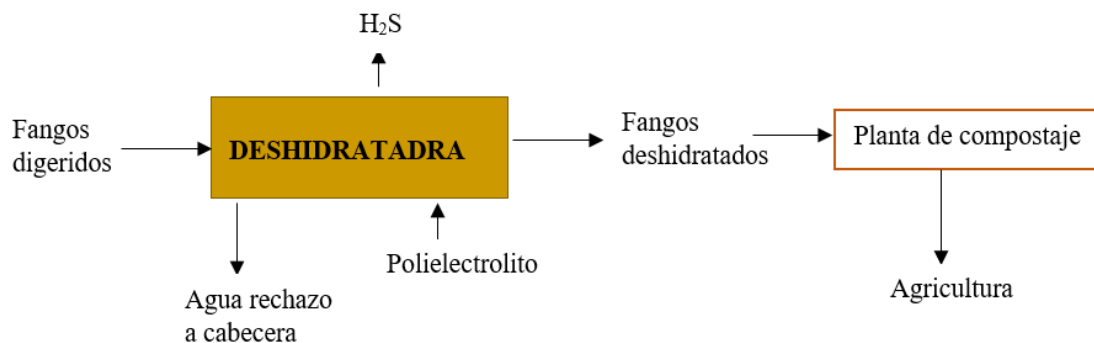 H₂S
Fangos
digeridos
DESHIDRATADRA
Fangos
deshidratados
Planta de compostaje
Polielectrolito
Agua rechazo
a cabecera
Agricultura